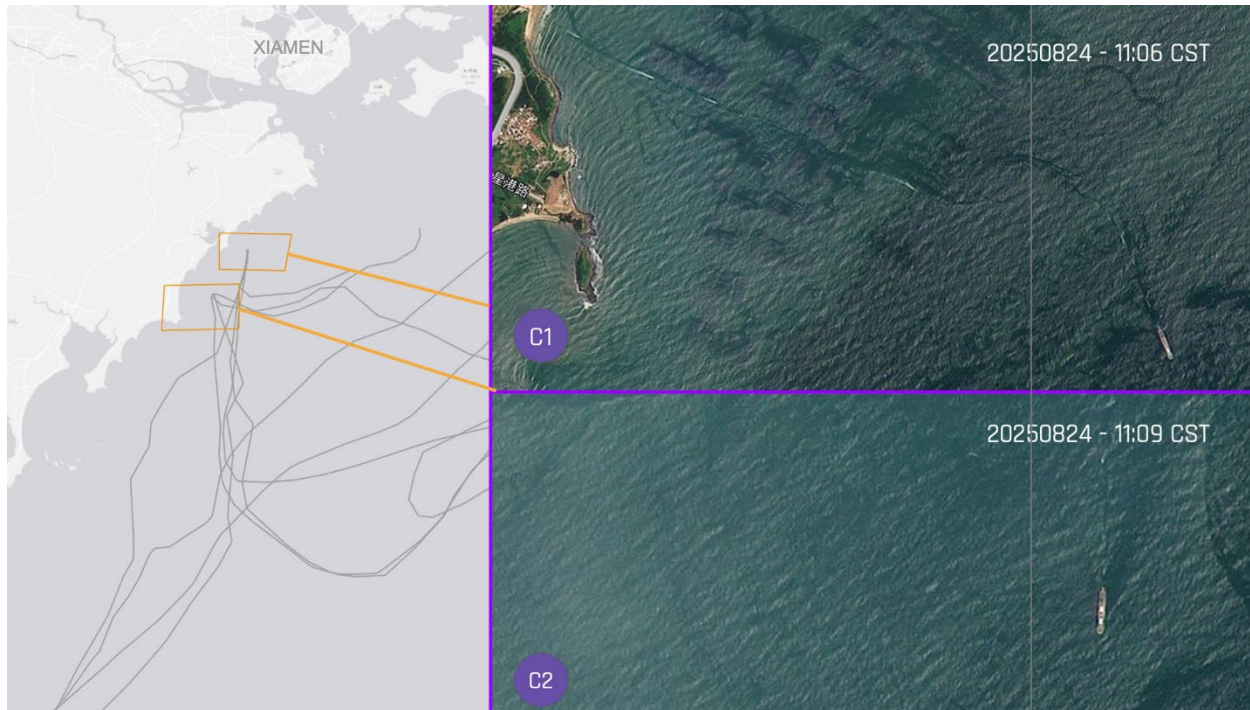 XIAMEN
20250824 - 11:06 CST
星港路
C1
20250824 - 11:09 CST
C2